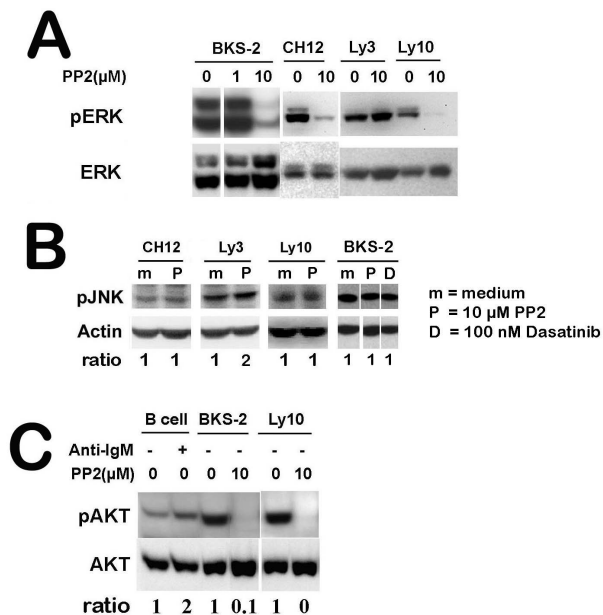 A
BKS-2 CH12 Ly3 Ly10
PP2(µM) 0 1 10 0 10 0 10 0 10
pERK
ERK
B
CH12 Ly3 Ly10 BKS-2
m P m P m P m P D
pJNK
Actin
ratio 1 1 1 2 1 1 1 1 1
m = medium
P = 10 µM PP2
D = 100 nM Dasatinib
C
B cell BKS-2 Ly10
Anti-IgM - + - - - -
PP2(µM) 0 0 0 10 0 10
pAKT
AKT
ratio 1 2 1 0.1 1 0